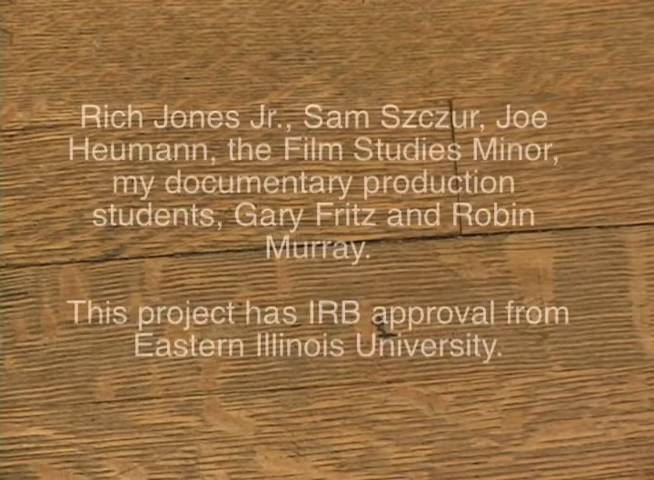 Rich Jones Jr., Sam Szczur, Joe
Heumann, the Film Studies Minor,
my documentary production
students, Gary Fritz and Robin
Murray.
This project has IRB approval from
Eastern Illinois University.